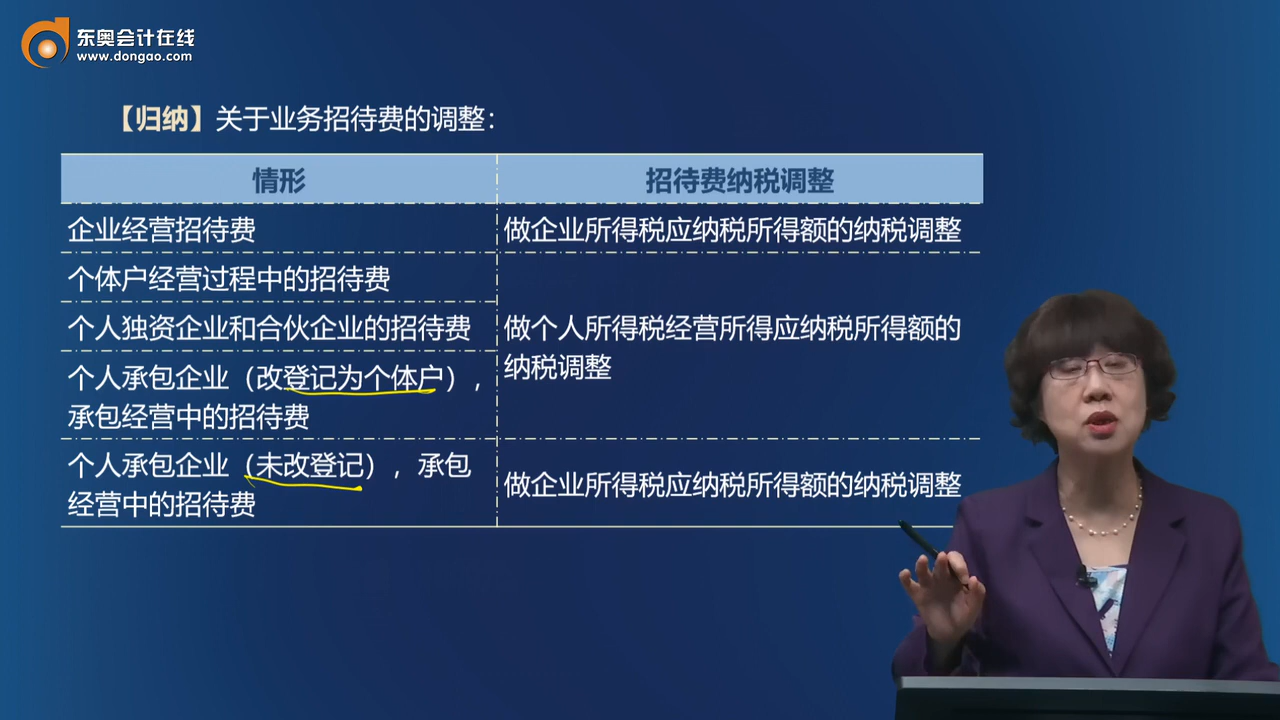 东奥会计在线
www.dongao.com
【归纳】关于业务招待费的调整：
情形
招待费纳税调整
企业经营招待费
做企业所得税应纳税所得额的纳税调整
个体户经营过程中的招待费
个人独资企业和合伙企业的招待费
做个人所得税经营所得应纳税所得额的
纳税调整
个人承包企业（改登记为个体户），
承包经营中的招待费
个人承包企业（未改登记），承包
经营中的招待费
做企业所得税应纳税所得额的纳税调整